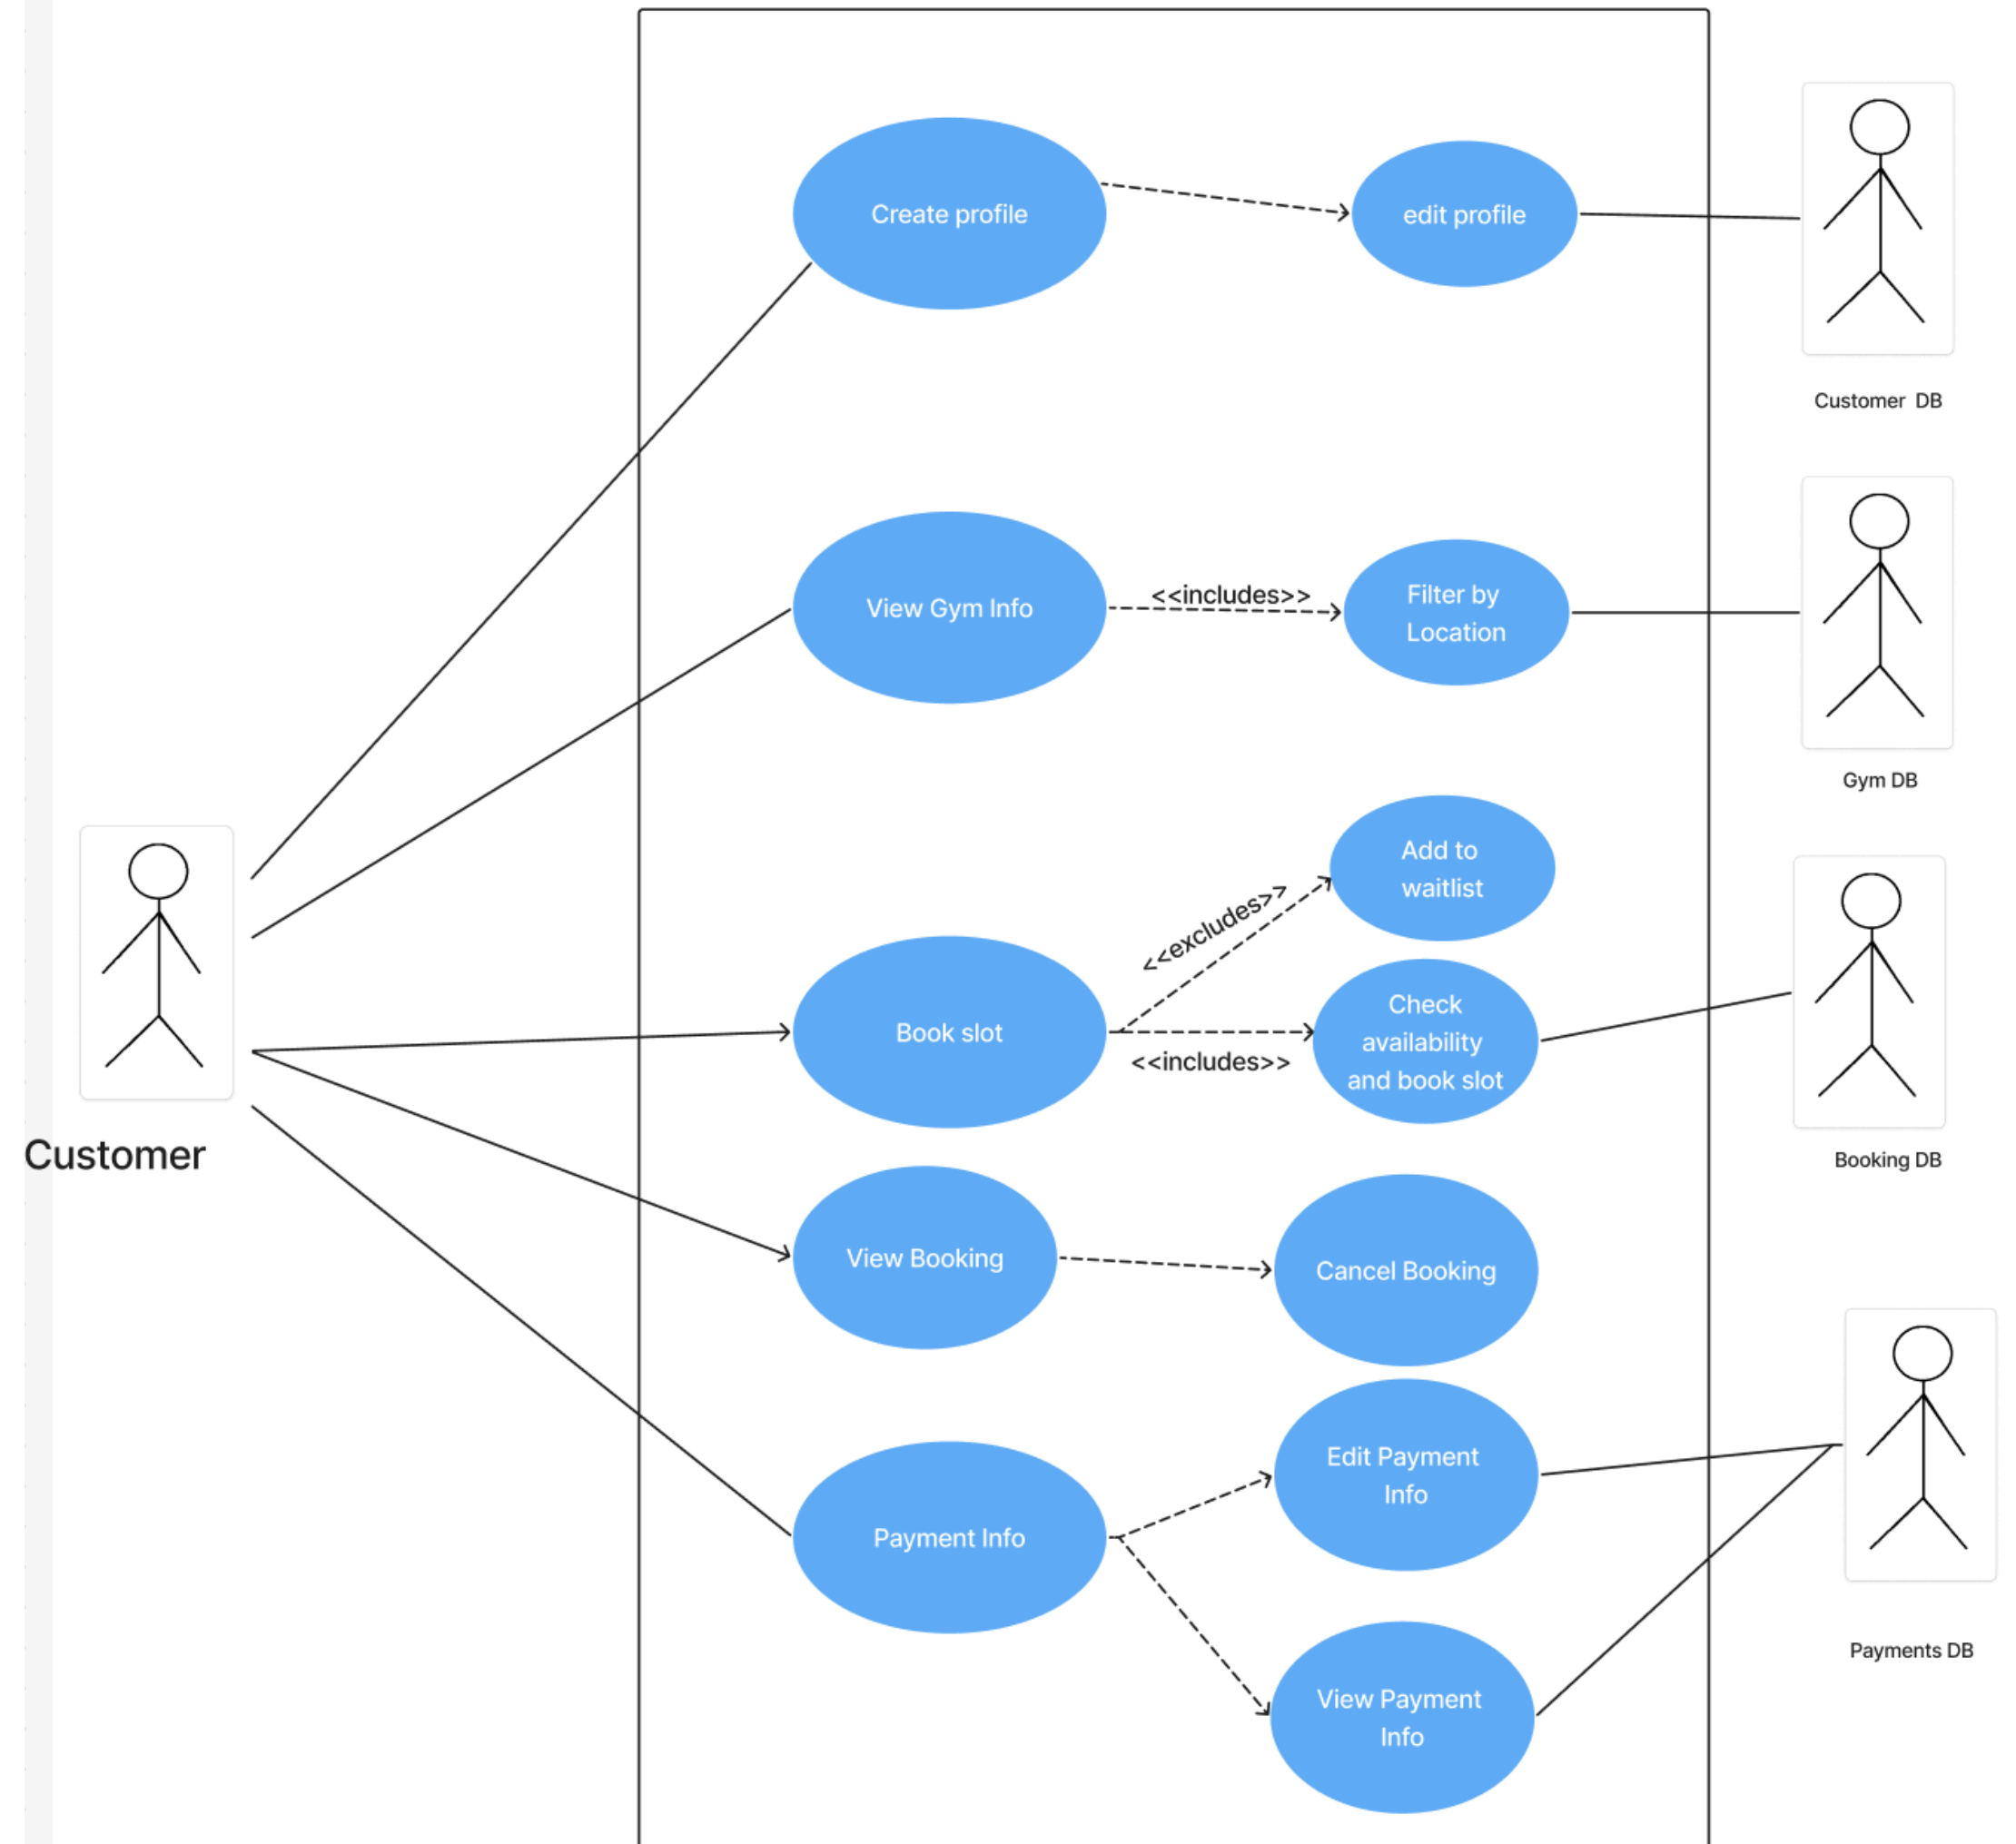 Create profile
edit profile
Customer DB
View Gym Info
<<includes>>
Filter by
Location
Gym DB
Add to
waitlist
<<excludes>>
Book slot
<<includes>>
Check
availability
and book slot
Booking DB
Customer
View Booking
Cancel Booking
Payment Info
Edit Payment
Info
View Payment
Info
Payments DB